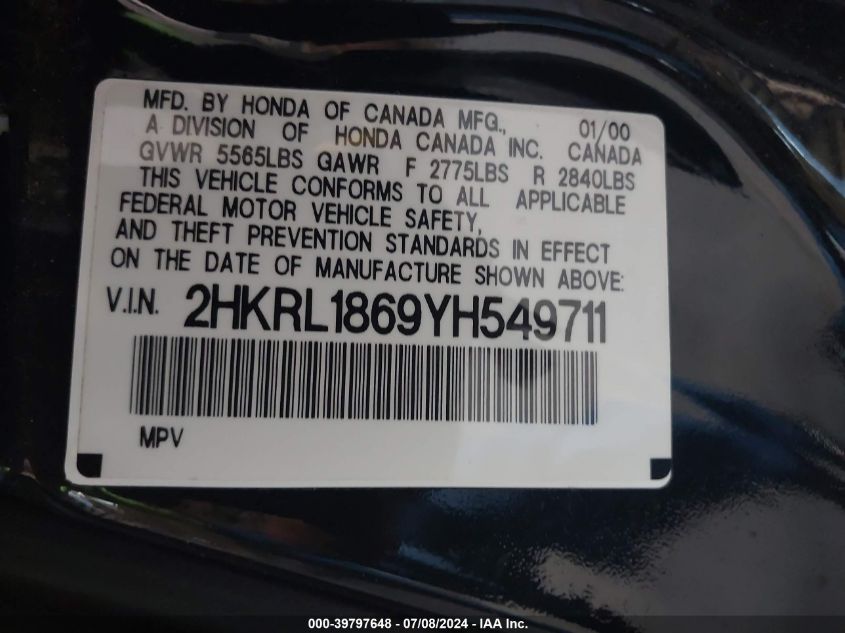 MFD. BY HONDA OF CANADA MFG., 01/00
A DIVISION OF HONDA CANADA INC. CANADA
GVWR 5565LBS GAWR F 2775LBS R 2840LBS
THIS VEHICLE CONFORMS TO ALL APPLICABLE
FEDERAL MOTOR VEHICLE SAFETY,
AND THEFT PREVENTION STANDARDS IN EFFECT
ON THE DATE OF MANUFACTURE SHOWN ABOVE:
V.I.N. 2HKRL1869YH549711
MPV
000-39797648 - 07/08/2024 - IAA Inc.